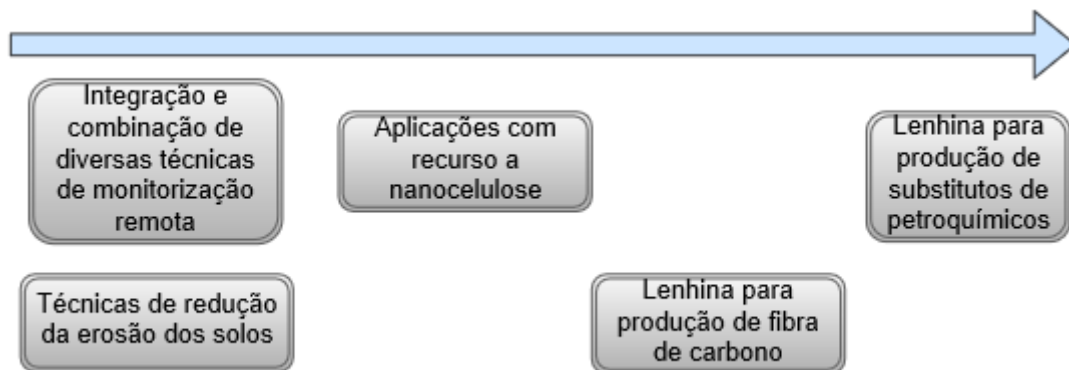 Integração e
combinação de
diversas técnicas
de monitorização
remota
Aplicações com
recurso a
nanocelulose
Lenhina para
produção de
substitutos de
petroquímicos
Técnicas de redução
da erosão dos solos
Lenhina para
produção de fibra
de carbono